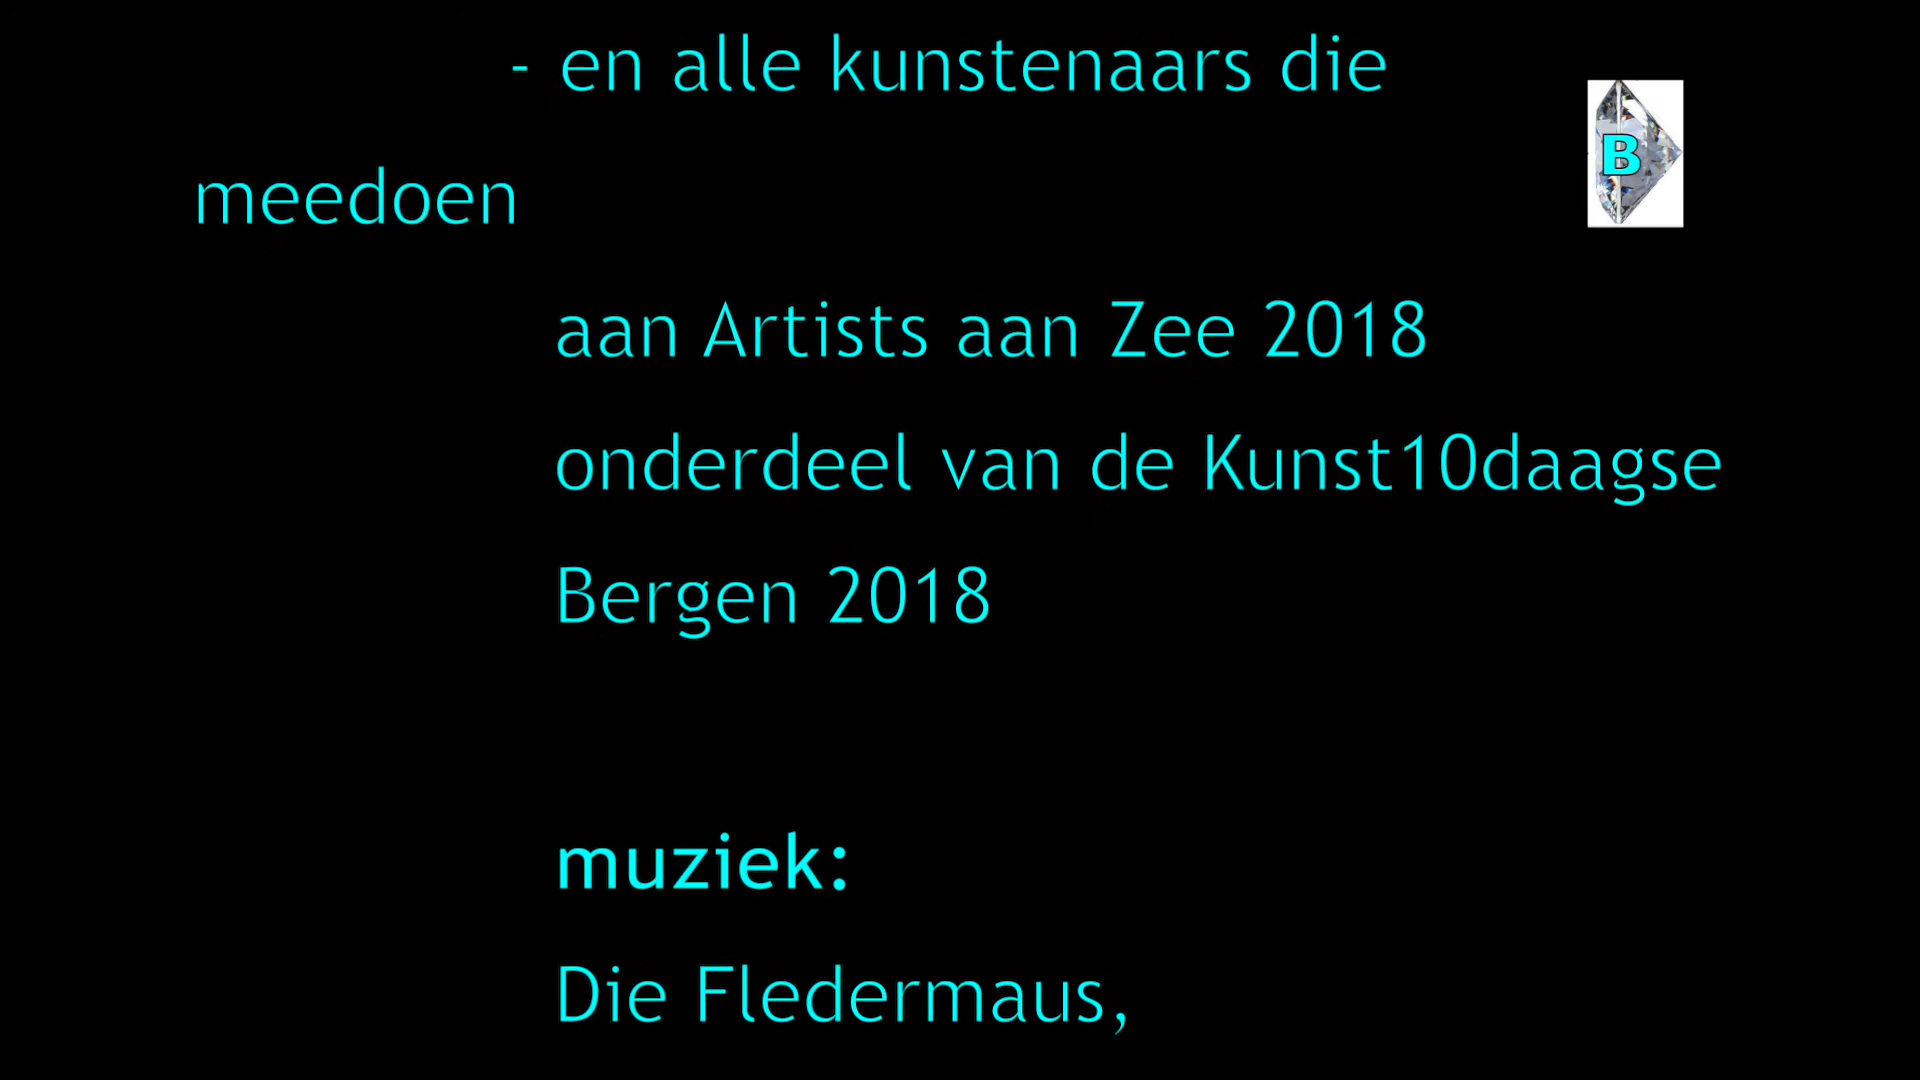 - en alle kunstenaars die
B
meedoen
aan Artists aan Zee 2018
onderdeel van de Kunst10daagse
Bergen 2018
muziek:
Die Fledermaus,